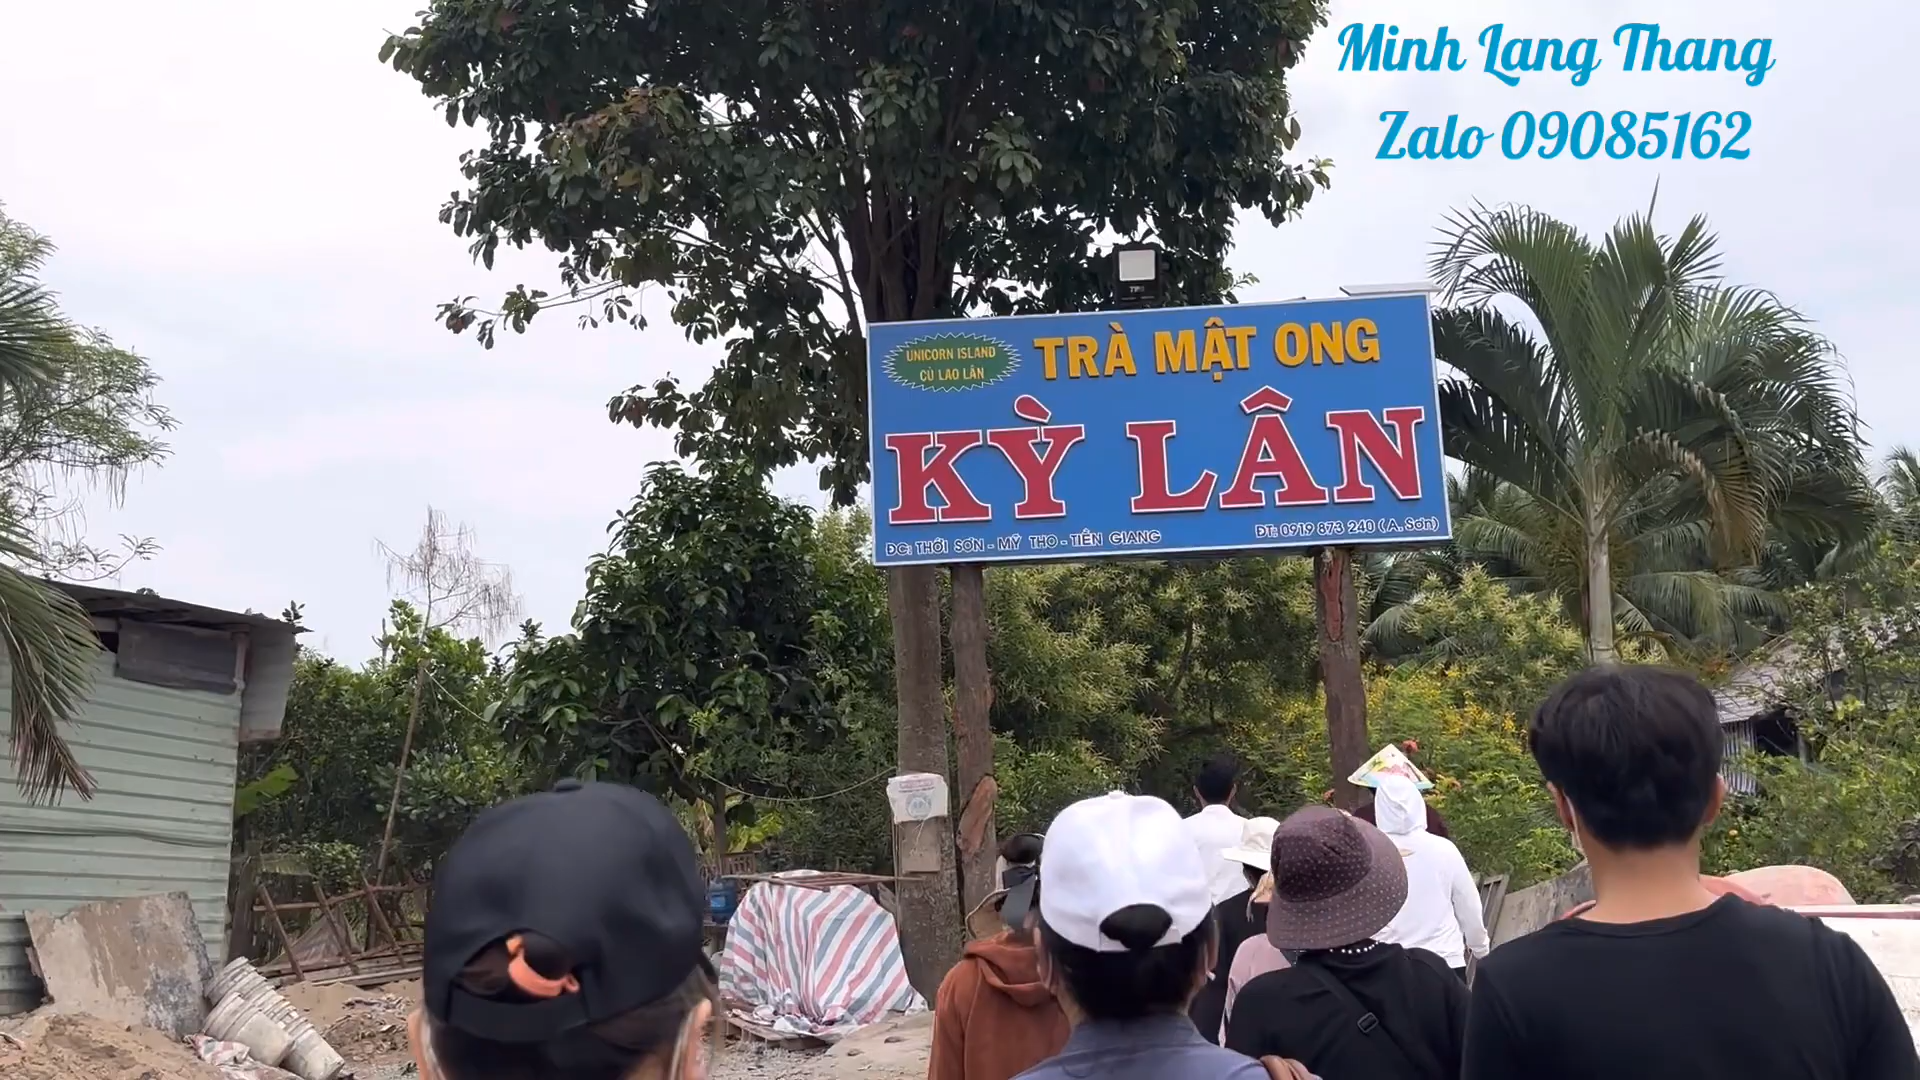 Minh Lang Thang
Zalo 09085162
UNICORN ISLAND
CÙ LAO LÂN
TRÀ MẬT ONG
KỲ LÂN
ĐC: THỚI SƠN - MỸ THO - TIỀN GIANG
ĐT: 0919 873 240 (A. Sơn)